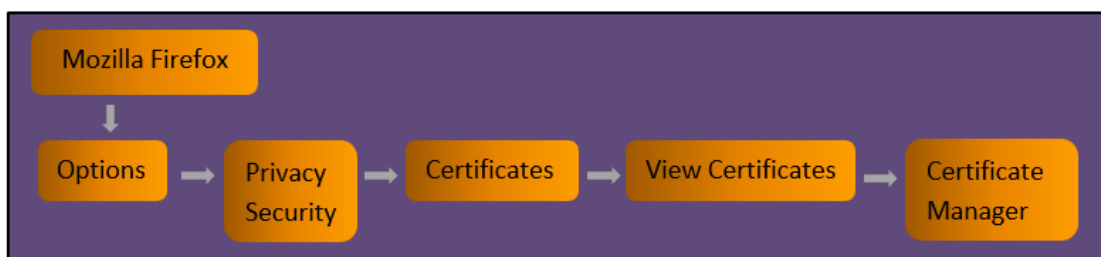 Mozilla Firefox
Options
Privacy
Security
Certificates
View Certificates
Certificate
Manager